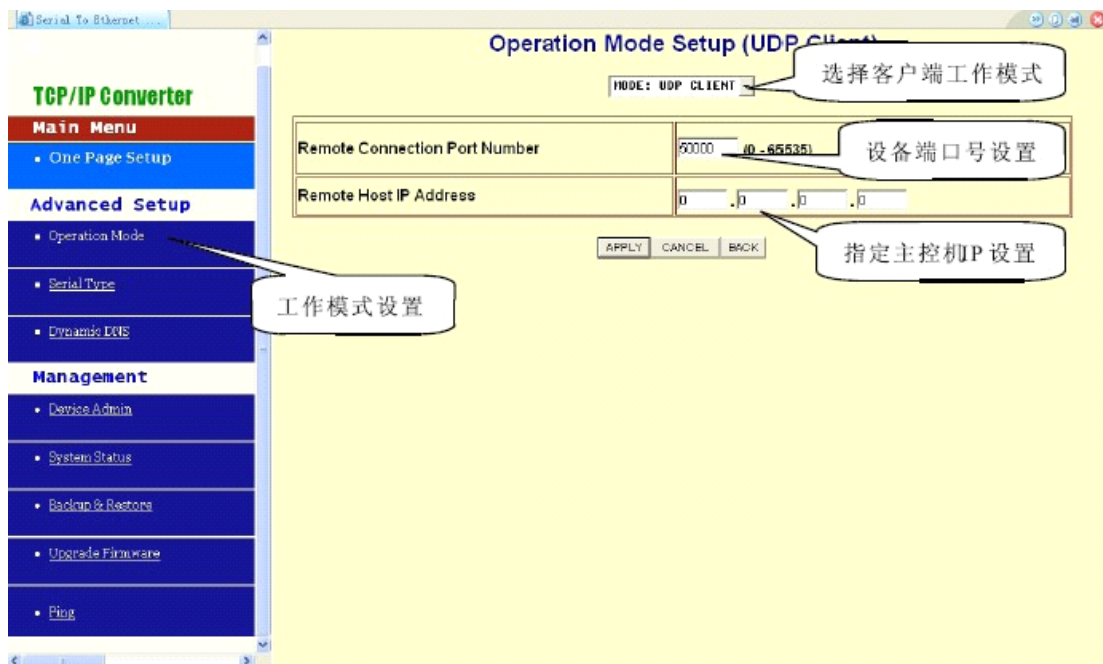 Serial To Ethernet ...
TCP/IP Converter
Main Menu
One Page Setup
Advanced Setup
Operation Mode
Serial Type
Dynamic DNS
Management
Device Admin
System Status
Backup & Restore
Upgrade Firmware
Ping
工作模式设置
Operation Mode Setup (UDP Client)
MODE: UDP CLIENT
选择客户端工作模式
Remote Connection Port Number
50000 (0 - 65535)
设备端口号设置
Remote Host IP Address
0 .0 .0 .0
指定主控机IP 设置
APPLY CANCEL BACK